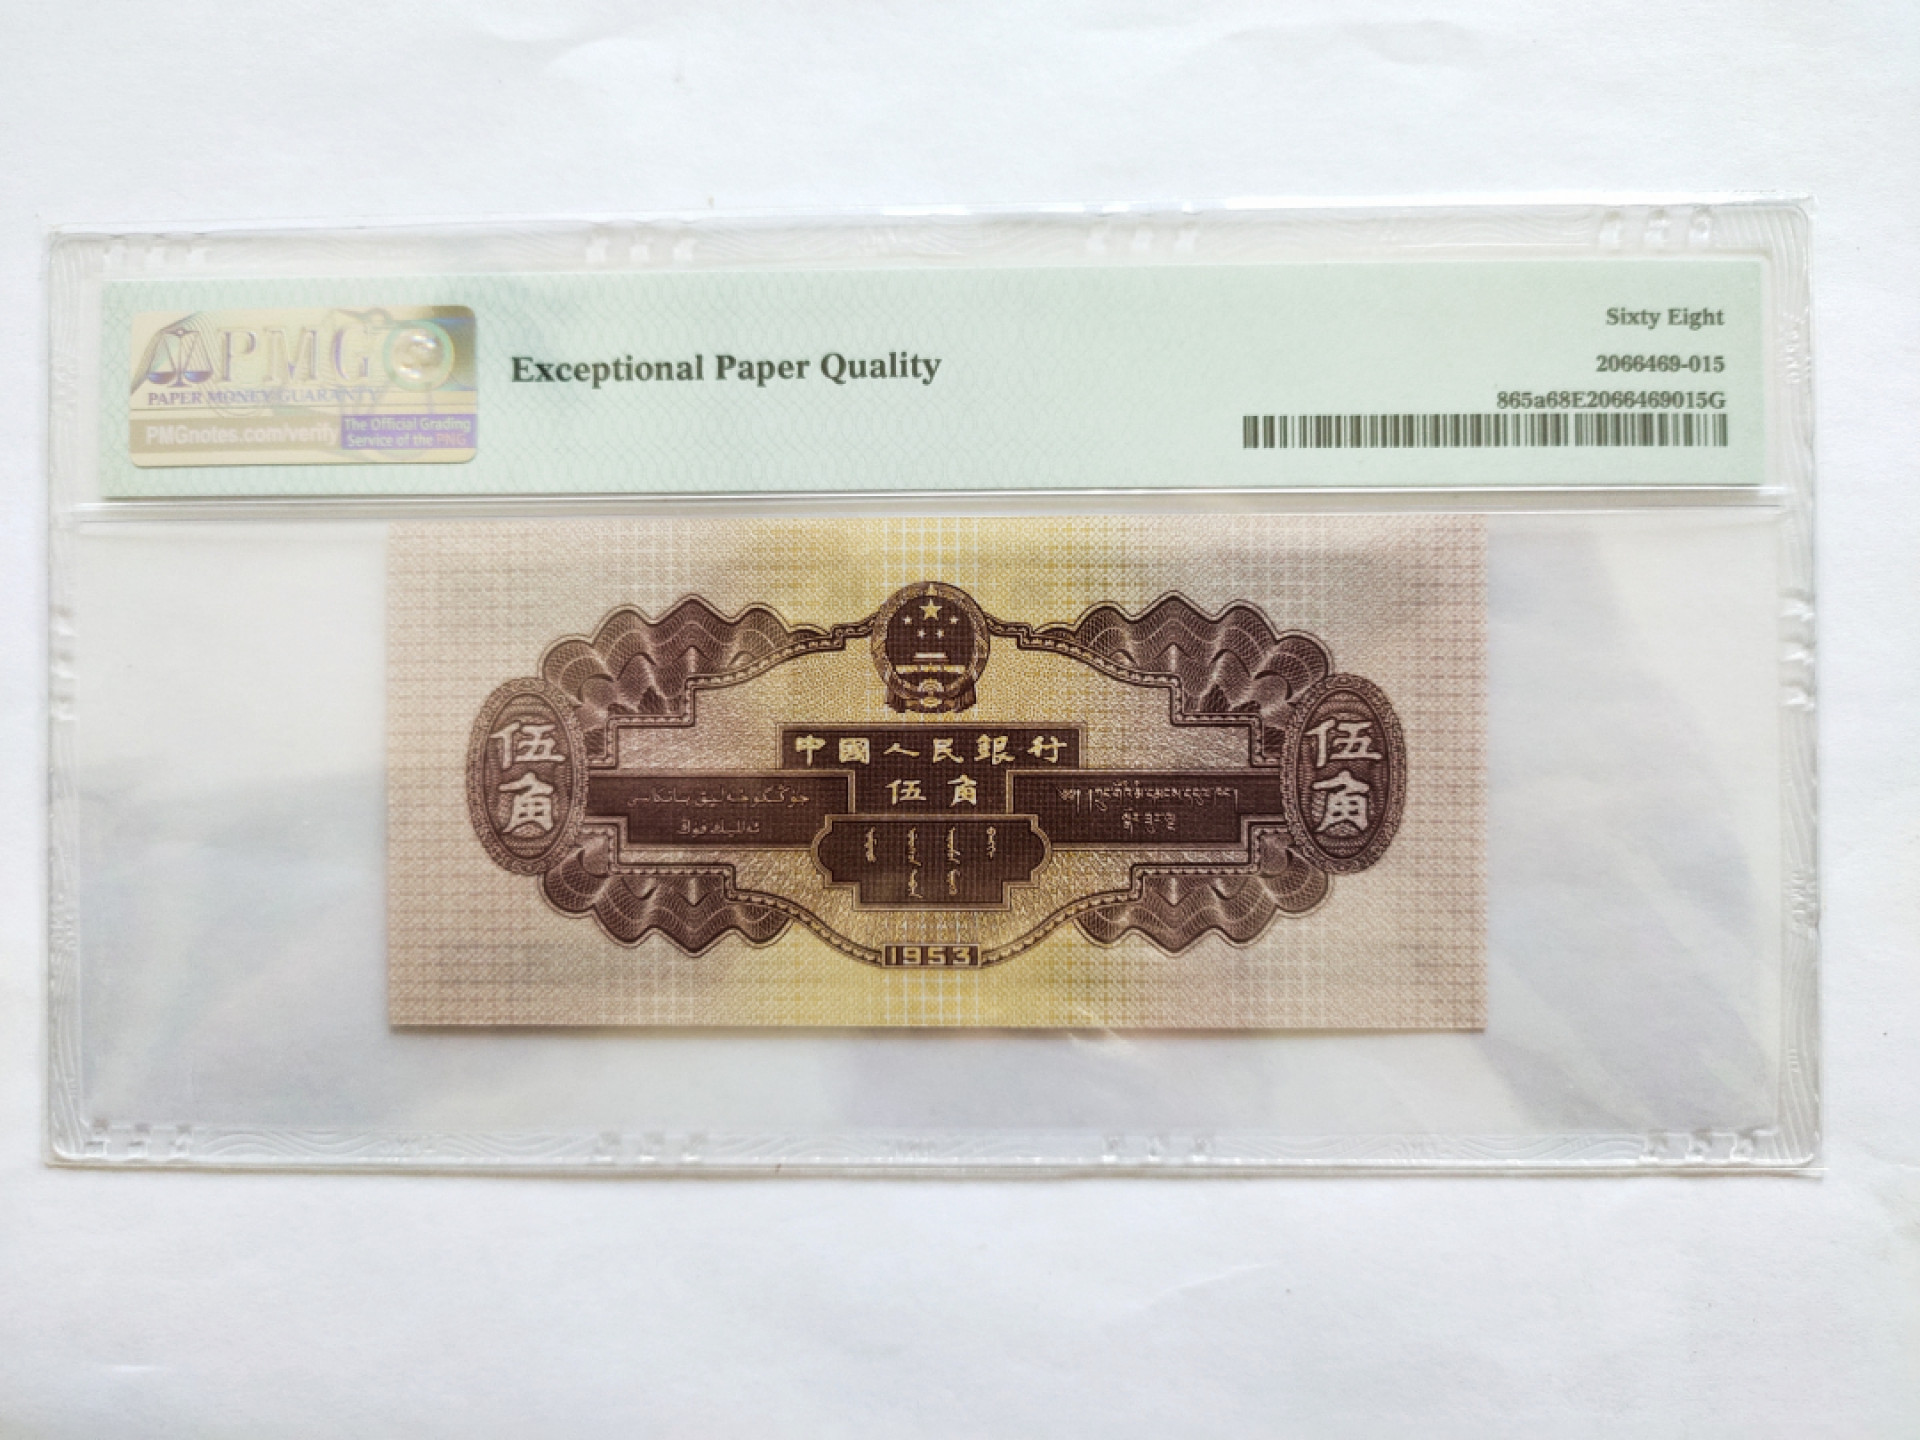 PMG
PAPER MONEY GUARANTY
PMGnotes.com/verify
The Official Grading
Service of the PNG
Exceptional Paper Quality
Sixty Eight
2066469-015
865a68E2066469015G
中國人民銀行
伍角
伍角
伍角
1953